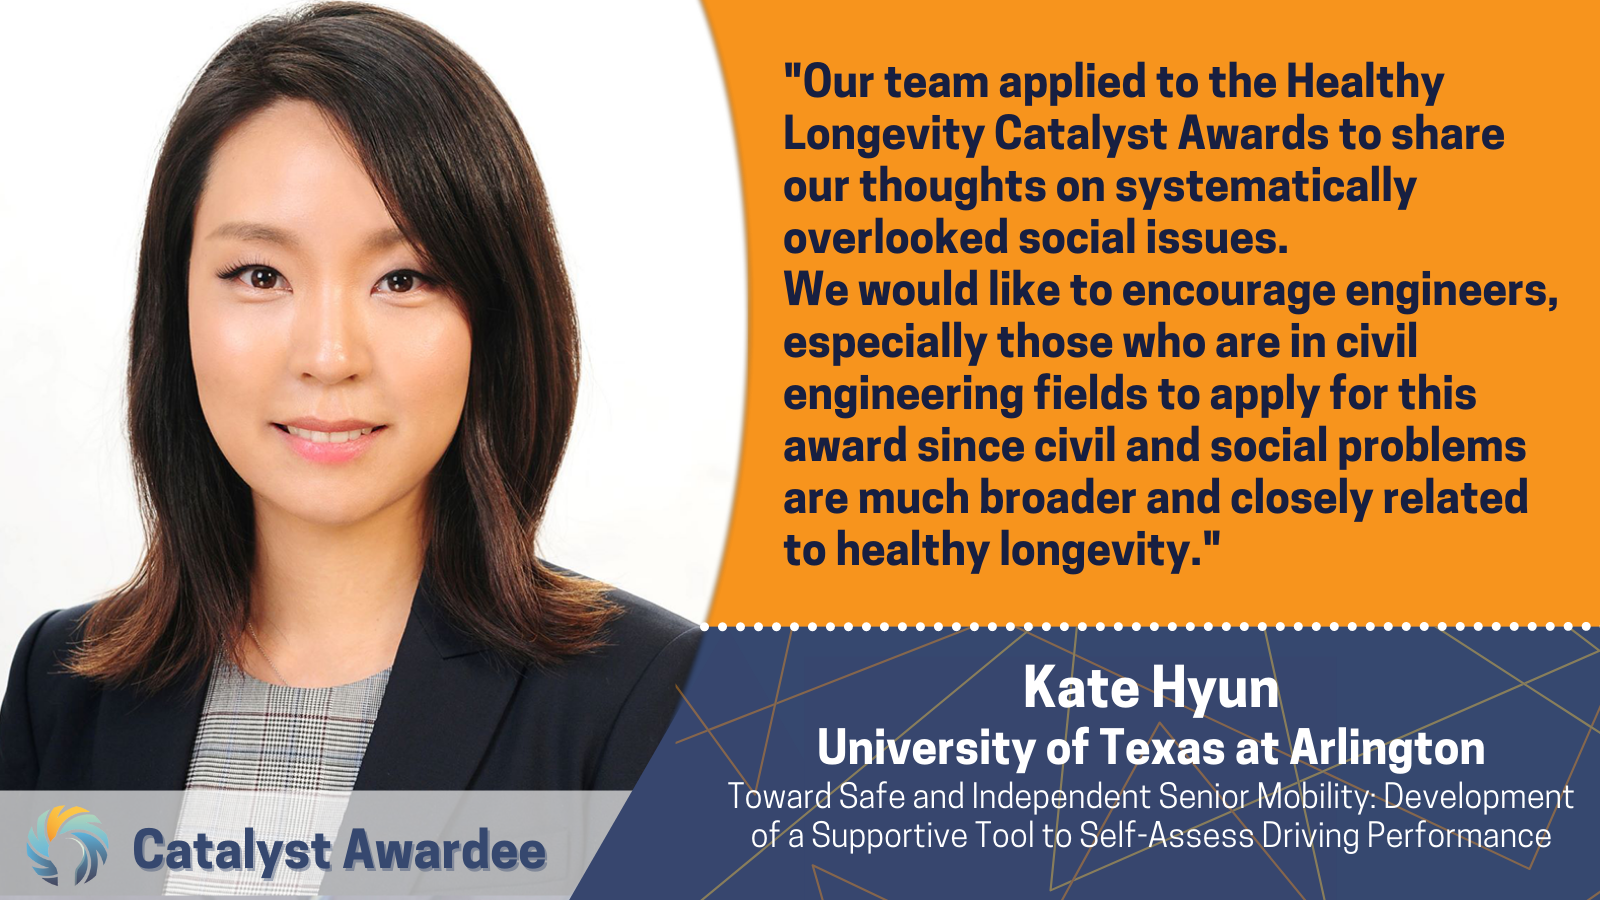 "Our team applied to the Healthy
Longevity Catalyst Awards to share
our thoughts on systematically
overlooked social issues.
We would like to encourage engineers,
especially those who are in civil
engineering fields to apply for this
award since civil and social problems
are much broader and closely related
to healthy longevity."
Kate Hyun
University of Texas at Arlington
Toward Safe and Independent Senior Mobility: Development
of a Supportive Tool to Self-Assess Driving Performance
Catalyst Awardee